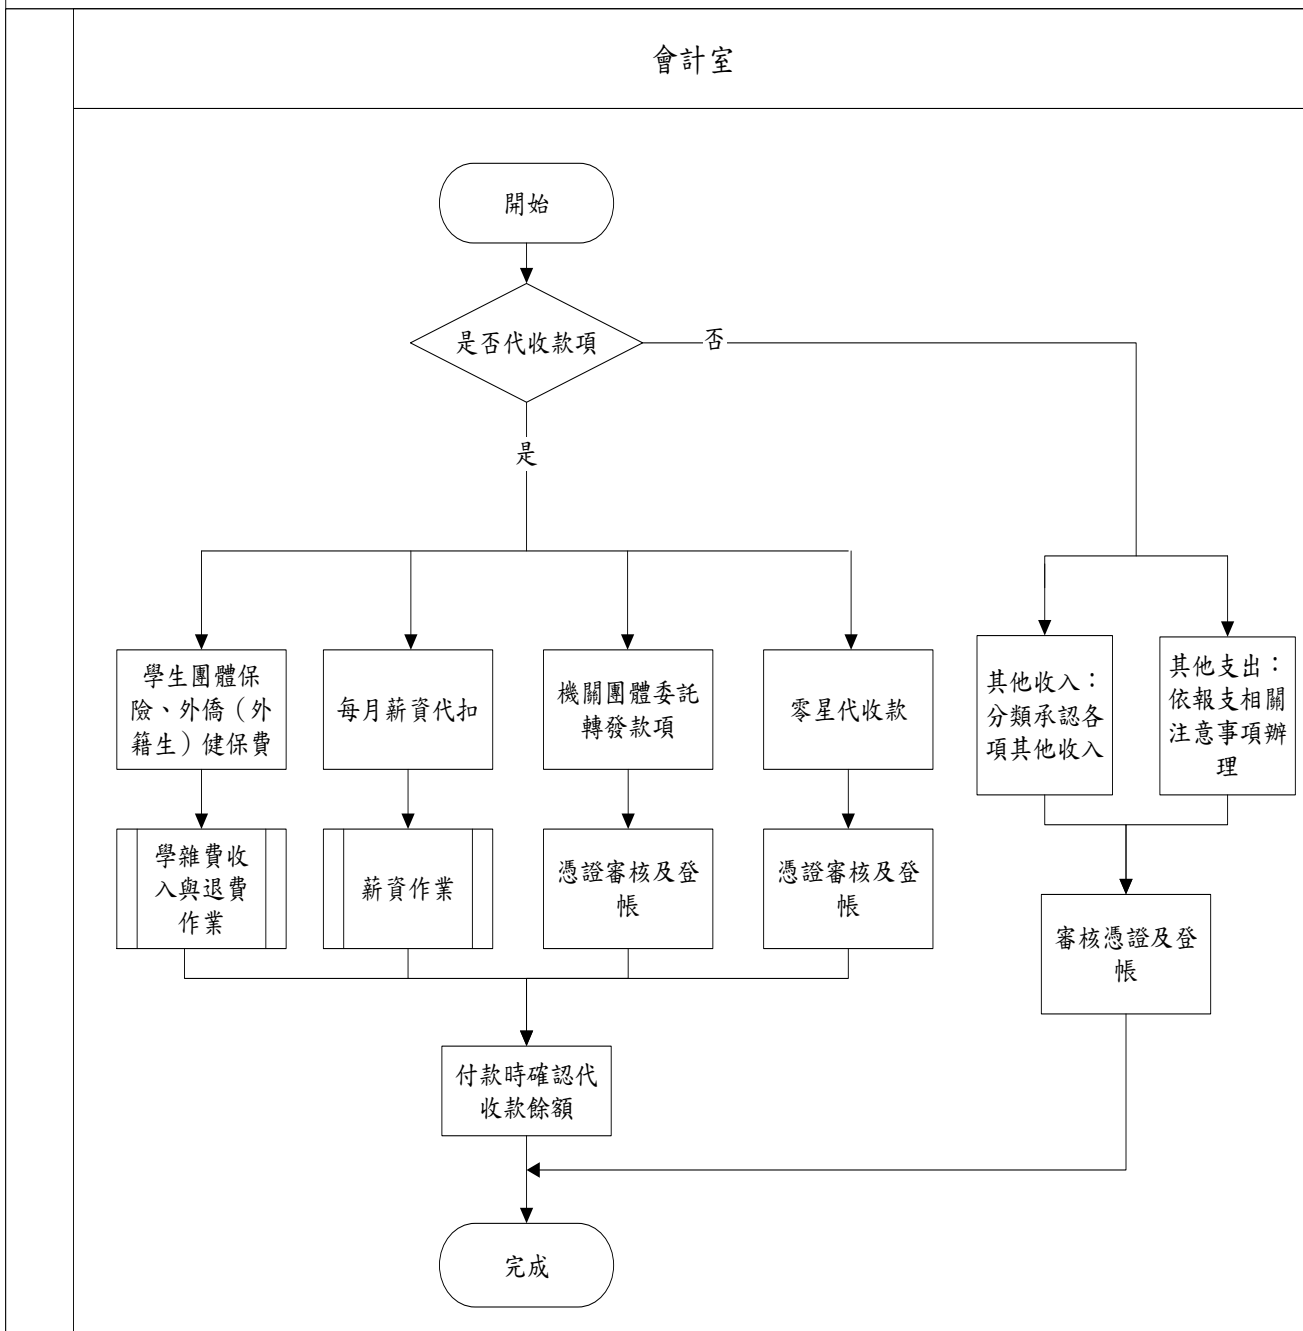 會計室
開始
是否代收款項
否
是
學生團體保
險、外僑（外
籍生）健保費
每月薪資代扣
機關團體委託
轉發款項
零星代收款
其他收入：
分類承認各
項其他收入
其他支出：
依報支相關
注意事項辦
理
學雜費收
入與退費
作業
薪資作業
憑證審核及登
帳
憑證審核及登
帳
審核憑證及登
帳
付款時確認代
收款餘額
完成